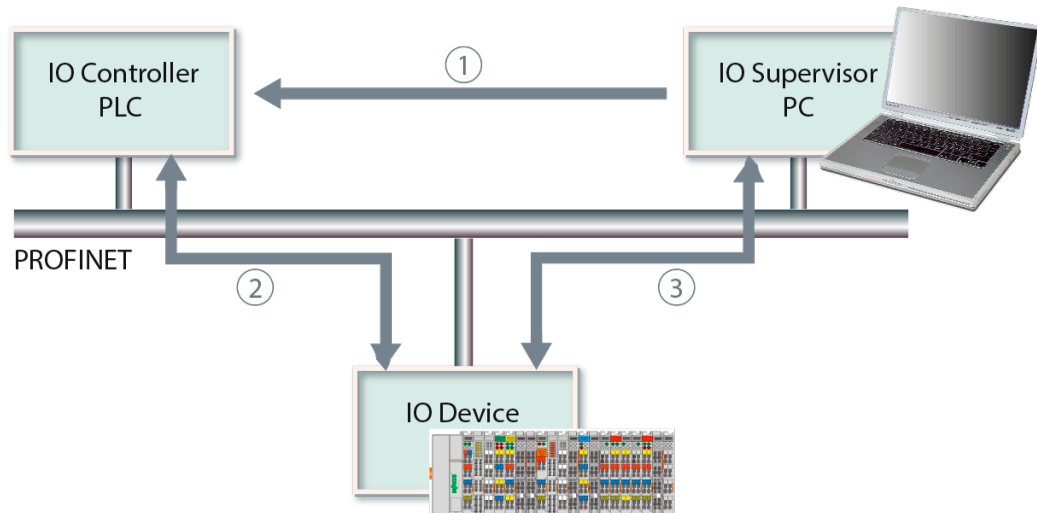 IO Controller
PLC
①
IO Supervisor
PC
PROFINET
②
③
IO Device